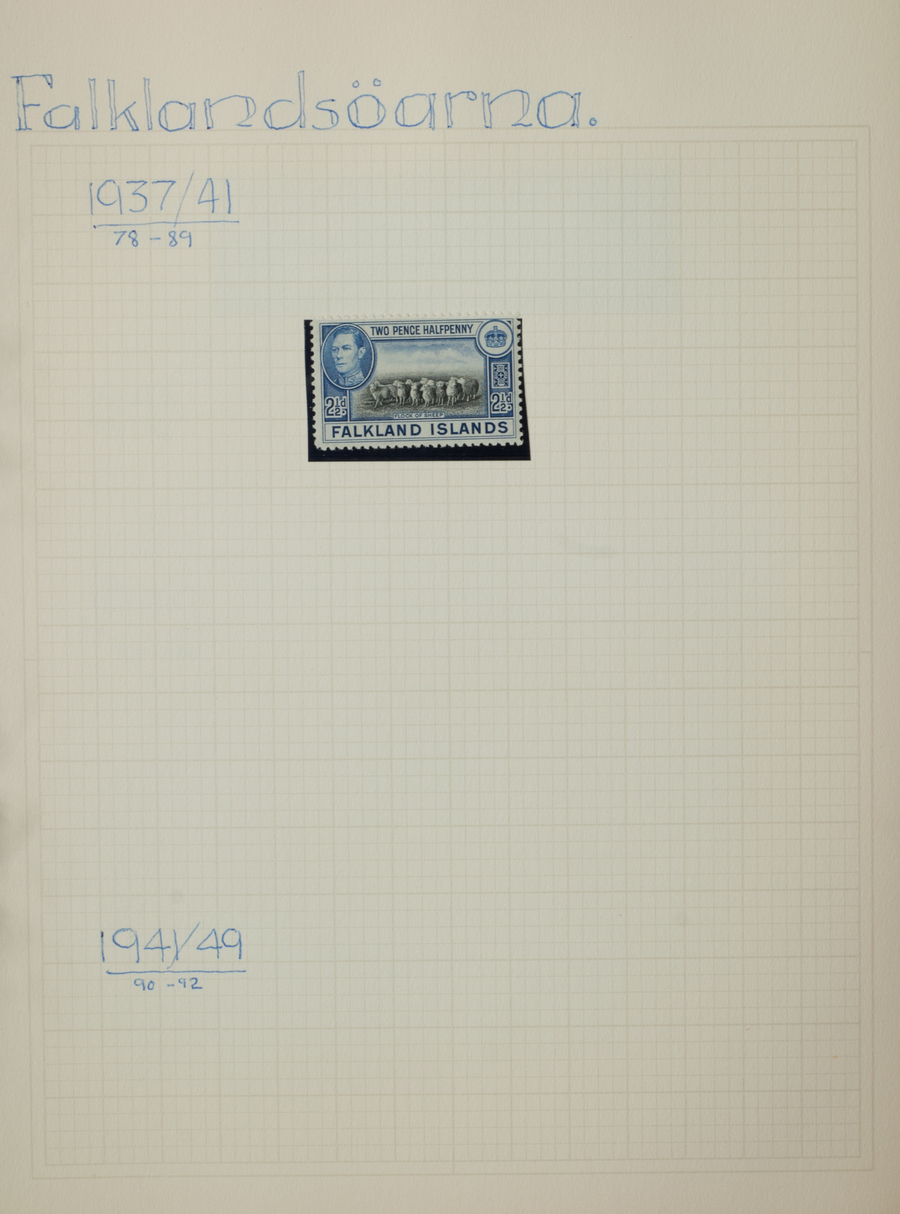 Falklandsöarna.
1937/41
78-89
TWO PENCE HALFPENNY
2½d 2½d
FLOCK OF SHEEP
FALKLAND ISLANDS
1941/49
90-92